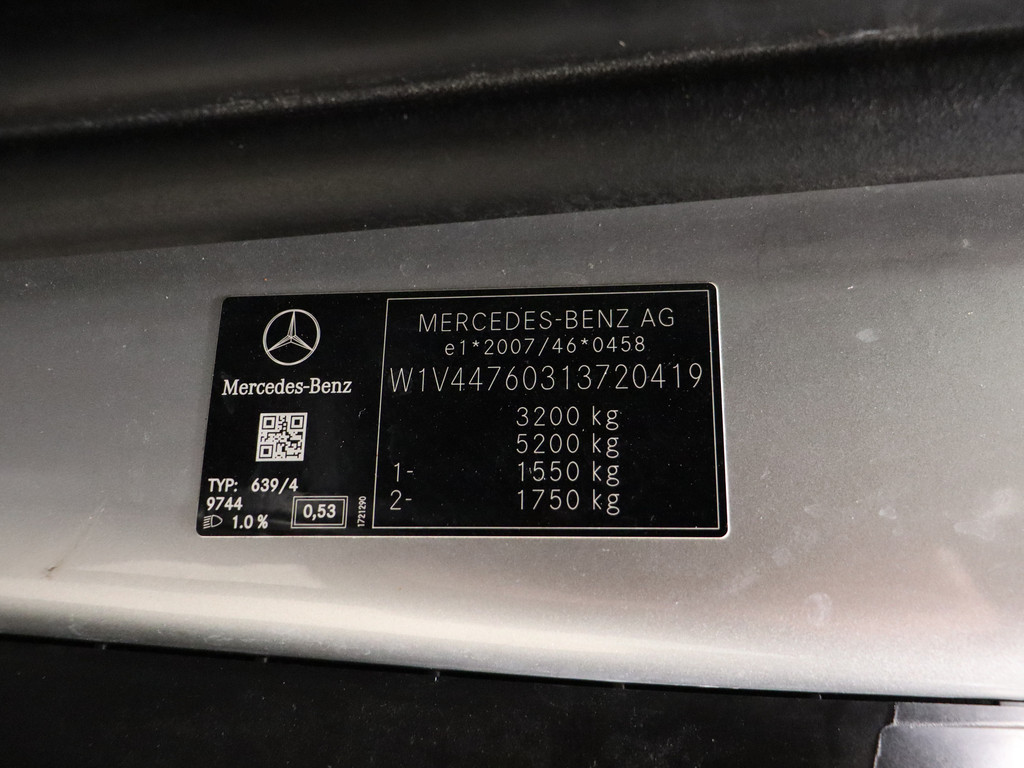 Mercedes-Benz
TYP: 639/4
9744
1.0 %
0,53
1721290
MERCEDES-BENZ AG
e1*2007/46*0458
W1V44760313720419
3200 kg
5200 kg
1- 1550 kg
2- 1750 kg